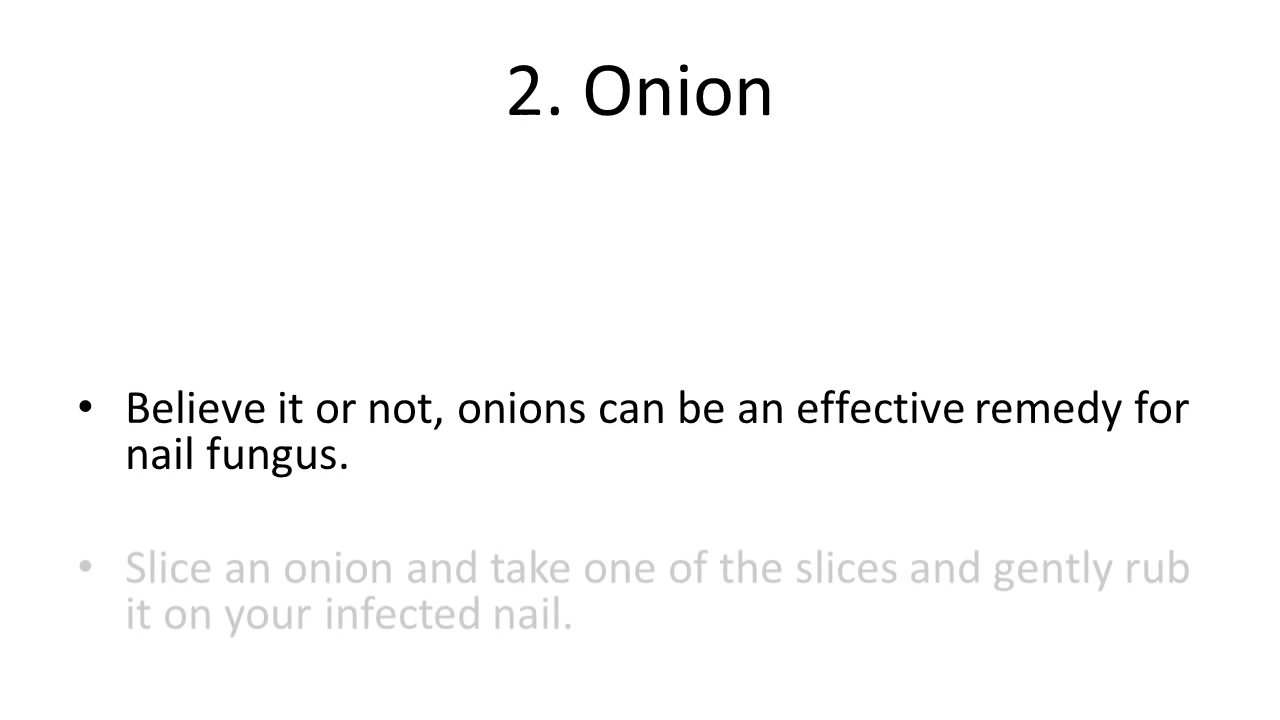 2. Onion
• Believe it or not, onions can be an effective remedy for
nail fungus.
• Slice an onion and take one of the slices and gently rub
it on your infected nail.